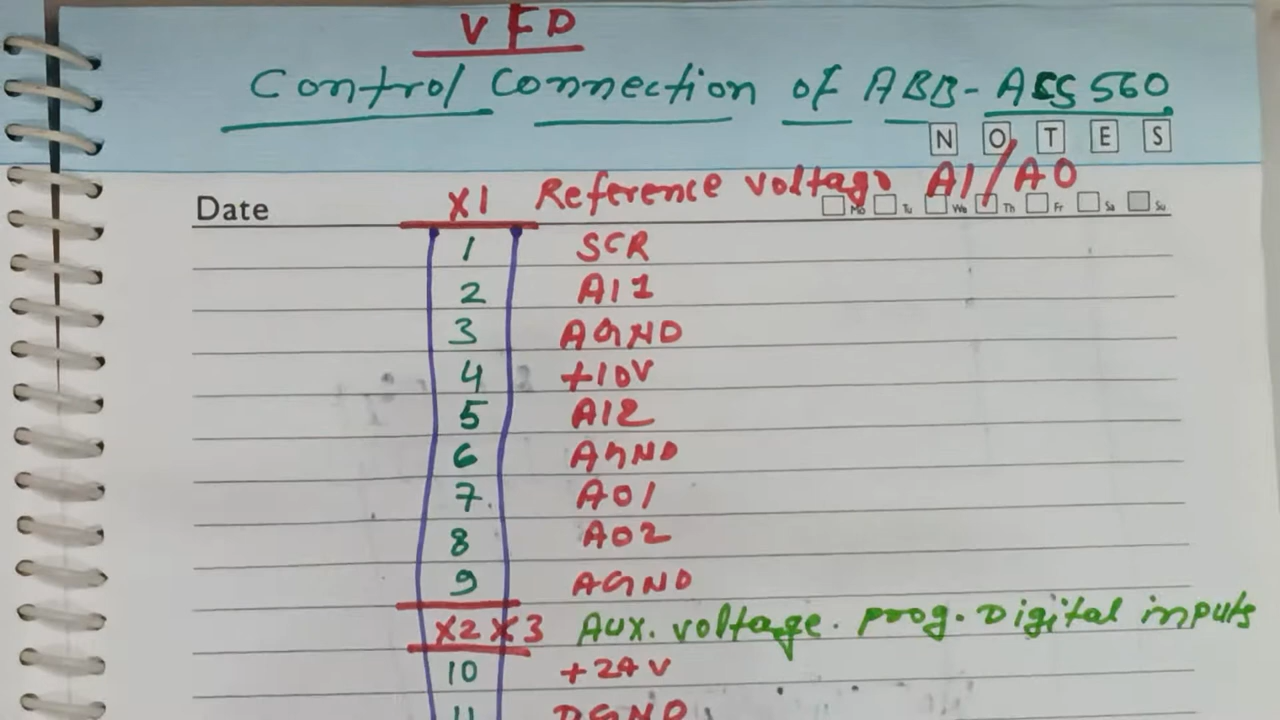 VFD
Control Connection of ABB-ACS560
N O T E S
X1 Reference voltage AI/AO
Date Mo Tu We Th Fr Sa Su
1 SCR
2 AI1
3 AGND
4 +10V
5 AI2
6 AGND
7. AO1
8 AO2
9 AGND
X2 X3 AUX. voltage. prog. Digital inputs
10 +24V
11 DGND